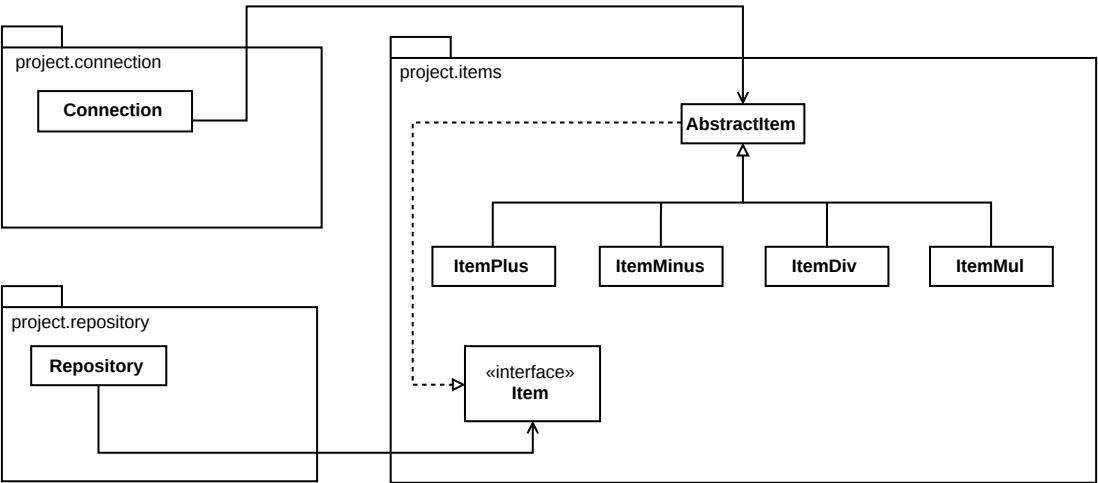 project.connection
Connection
project.items
AbstractItem
ItemPlus
ItemMinus
ItemDiv
ItemMul
project.repository
Repository
«interface»
Item